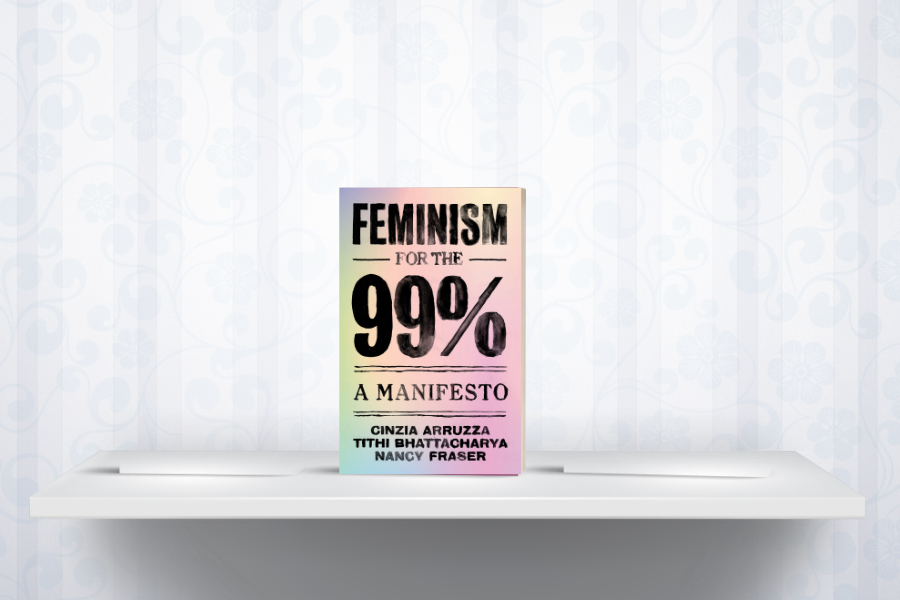 FEMINISM
FOR THE
99%
A MANIFESTO
CINZIA ARRUZZA
TITHI BHATTACHARYA
NANCY FRASER